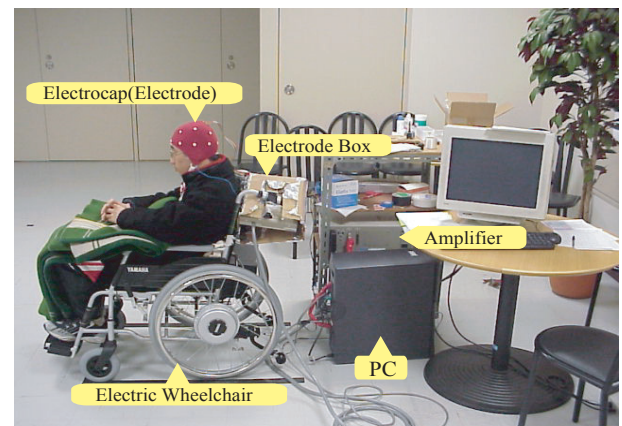 Electrocap(Electrode)
Electrode Box
Amplifier
YAMAHA
PC
Electric Wheelchair